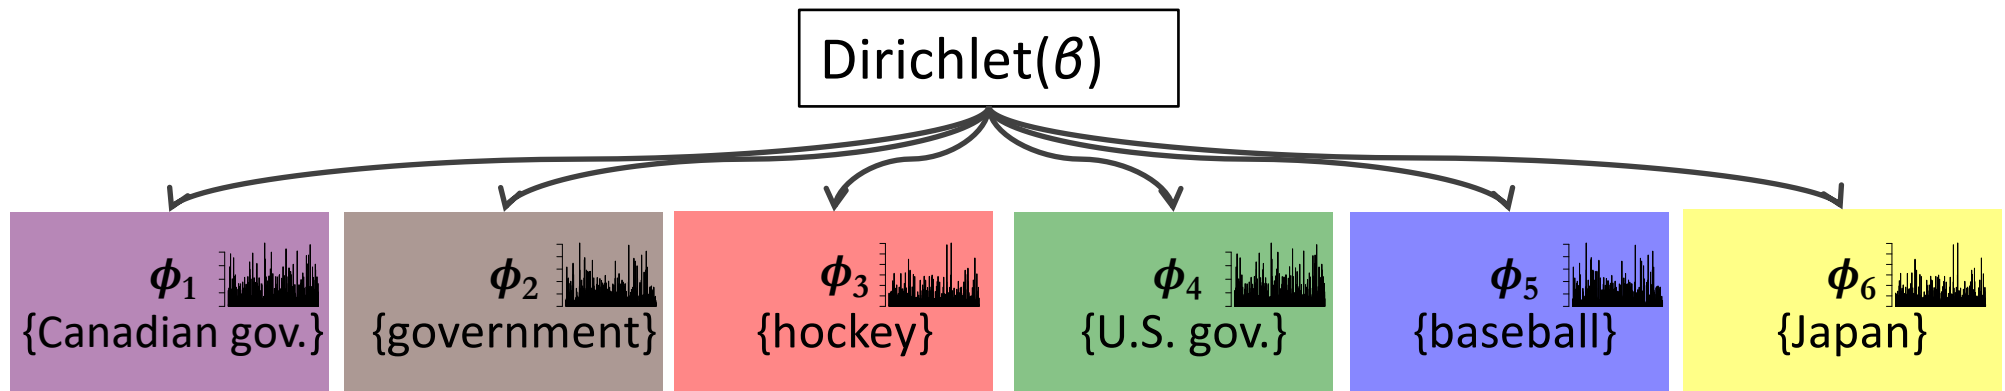 Dirichlet(β)
ϕ1
{Canadian gov.}
ϕ2
{government}
ϕ3
{hockey}
ϕ4
{U.S. gov.}
ϕ5
{baseball}
ϕ6
{Japan}